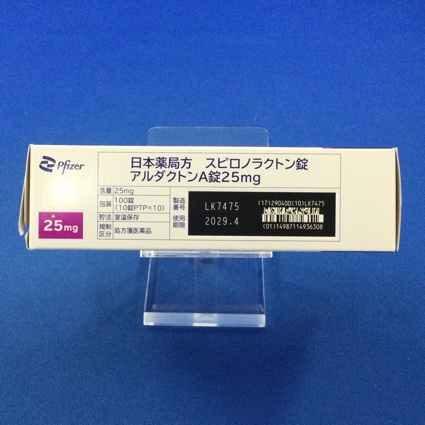 Pfizer
日本薬局方 スピロノラクトン錠
アルダクトンA錠25mg
25mg
含量 25mg
包装 100錠
(10錠PTP×10)
貯法 室温保存
規制区分 処方箋医薬品
製造番号 LK7475
使用期限 2029.4
(17)290400(10)LK7475
(01)14987114936308